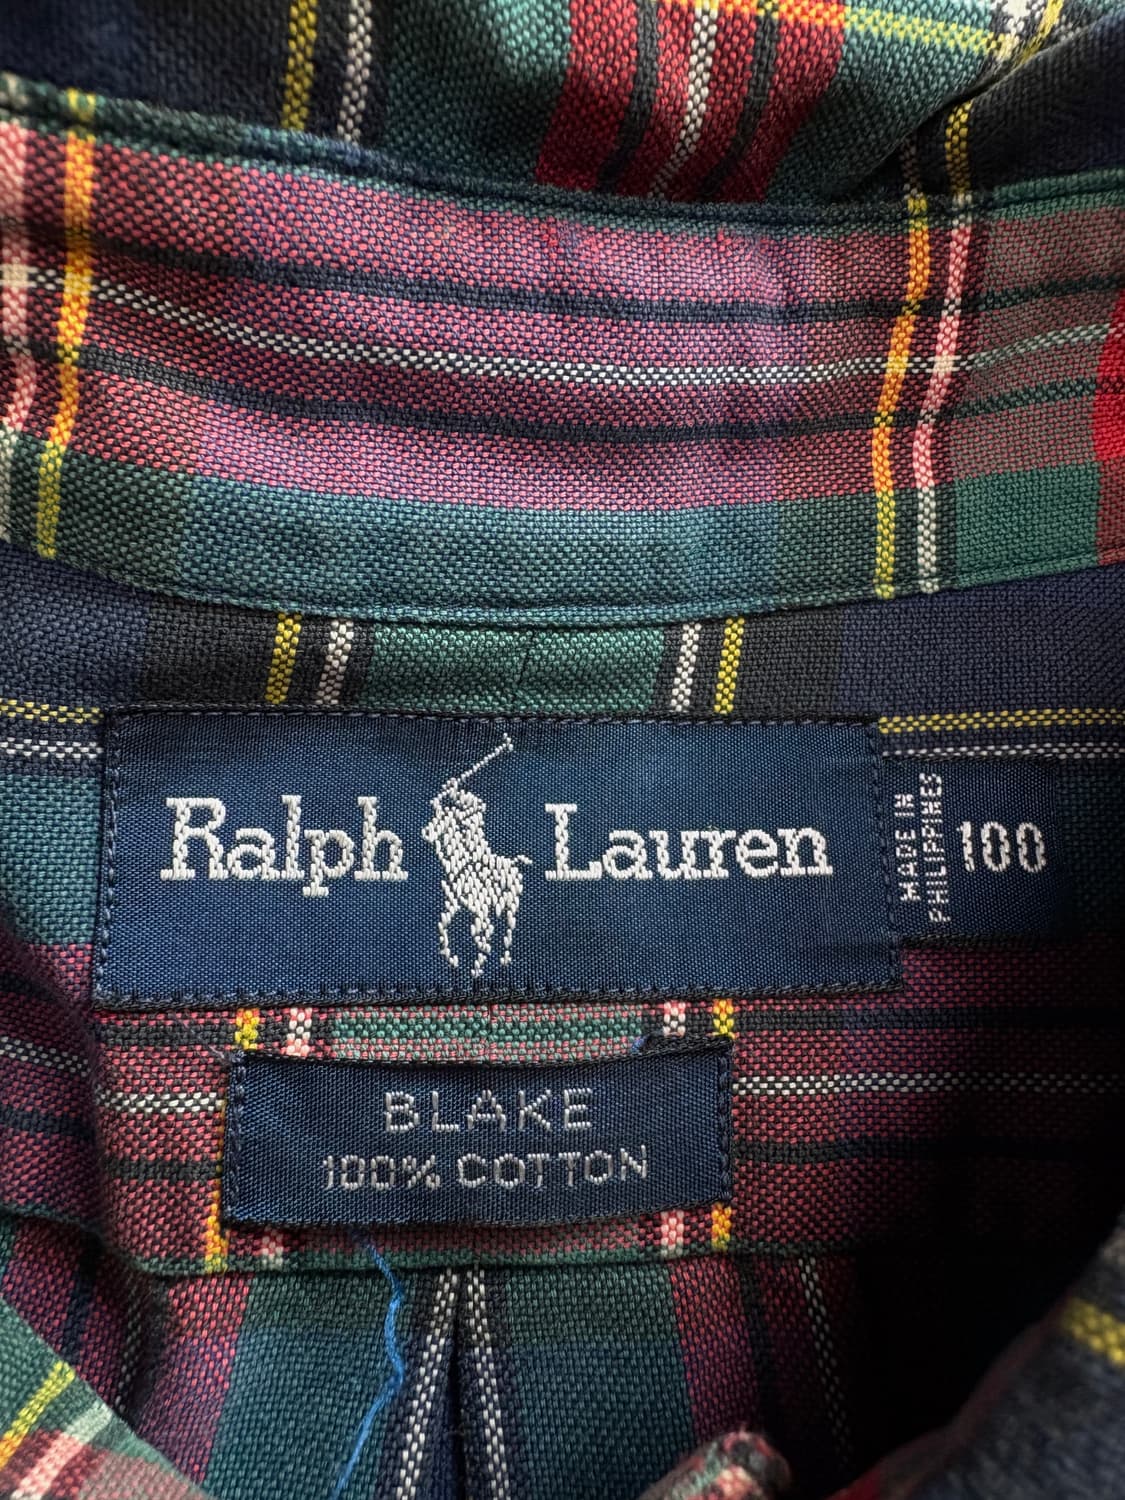 Ralph Lauren
MADE IN
PHILIPPINES
100
BLAKE
100% COTTON